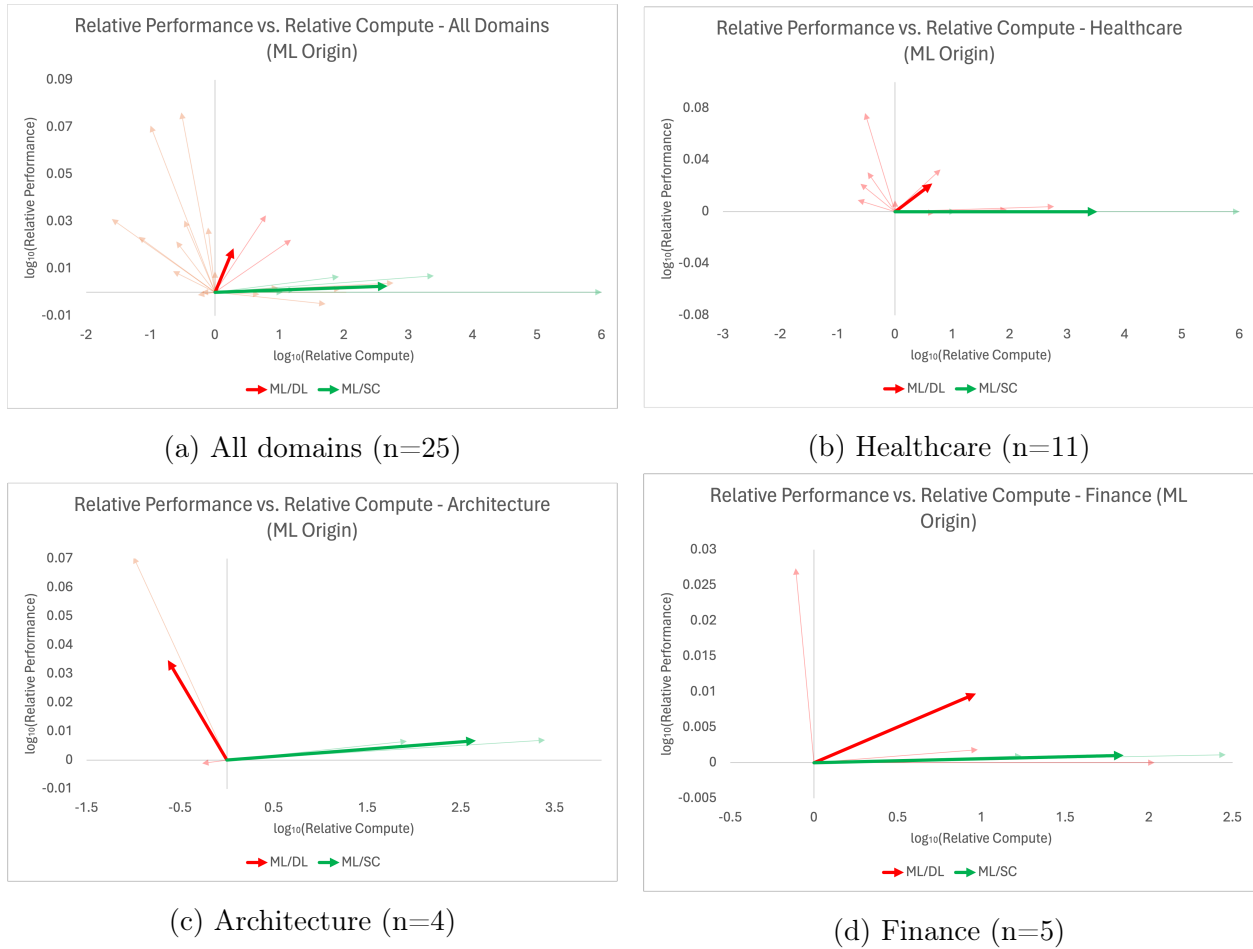 Relative Performance vs. Relative Compute - All Domains
(ML Origin)
log₁₀(Relative Performance)
0.09
0.07
0.05
0.03
0.01
-0.01
-2 -1 0 1 2 3 4 5 6
log₁₀(Relative Compute)
ML/DL ML/SC
(a) All domains (n=25)
Relative Performance vs. Relative Compute - Healthcare
(ML Origin)
log₁₀(Relative Performance)
0.08
0.04
0
-0.04
-0.08
-3 -2 -1 0 1 2 3 4 5 6
log₁₀(Relative Compute)
ML/DL ML/SC
(b) Healthcare (n=11)
Relative Performance vs. Relative Compute - Architecture
(ML Origin)
log₁₀(Relative Performance)
0.07
0.06
0.05
0.04
0.03
0.02
0.01
0
-0.01
-1.5 -0.5 0.5 1.5 2.5 3.5
log₁₀(Relative Compute)
ML/DL ML/SC
(c) Architecture (n=4)
Relative Performance vs. Relative Compute - Finance (ML
Origin)
log₁₀(Relative Performance)
0.03
0.025
0.02
0.015
0.01
0.005
0
-0.005
-0.5 0 0.5 1 1.5 2 2.5
log₁₀(Relative Compute)
ML/DL ML/SC
(d) Finance (n=5)